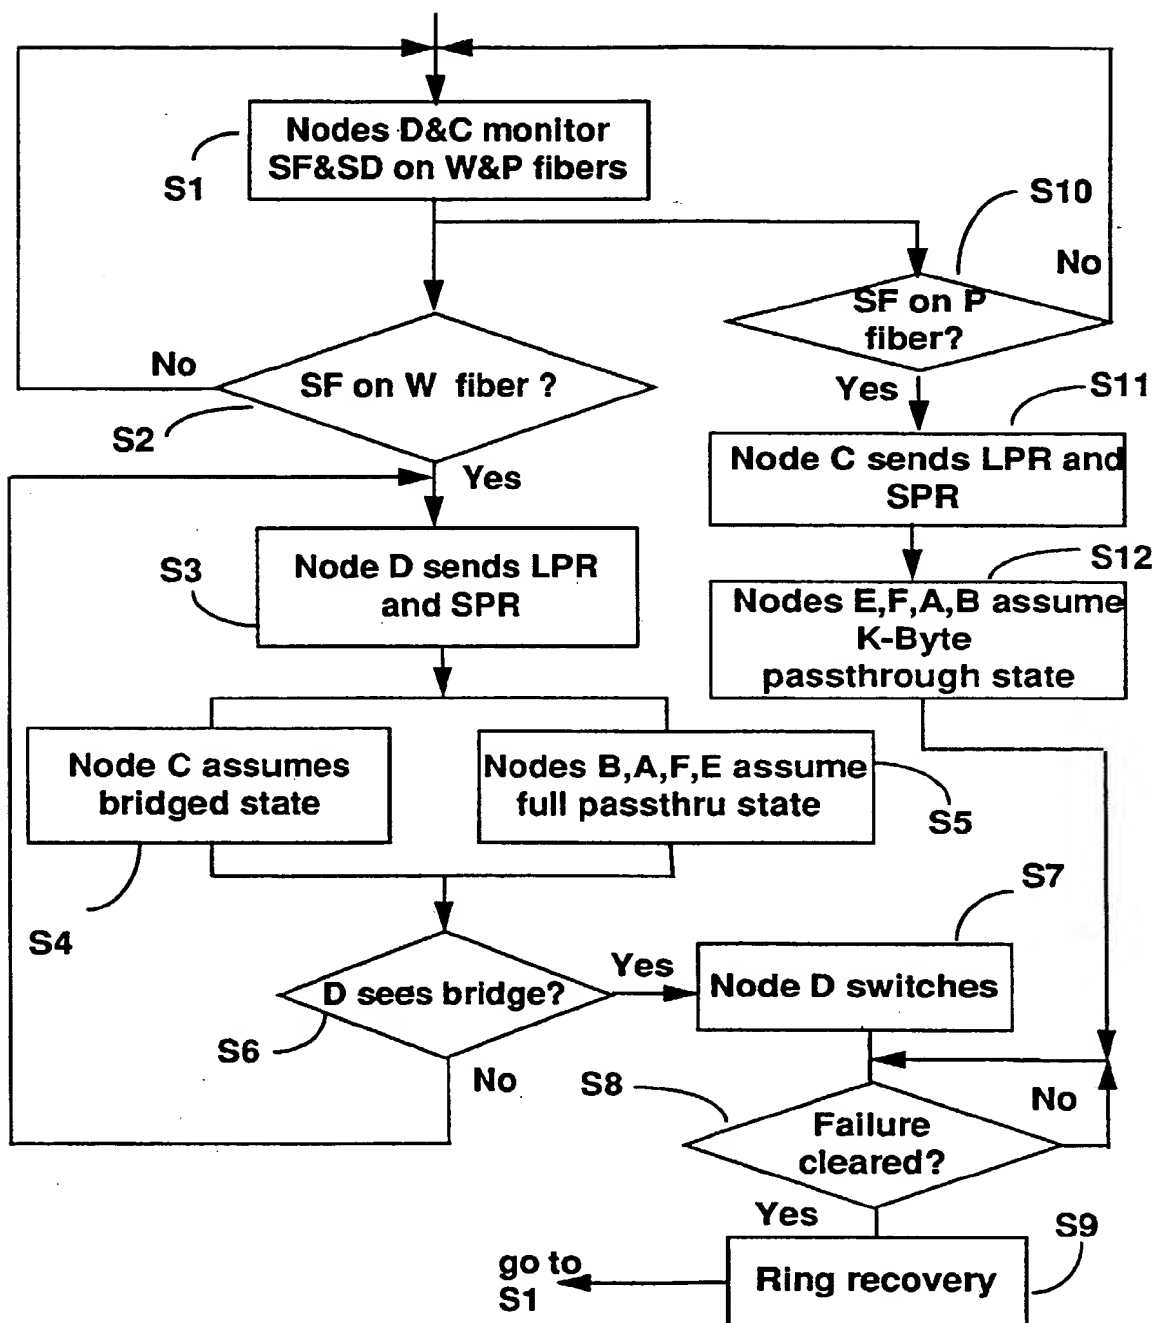 Nodes D&C monitor
SF&SD on W&P fibers
S1
S10
No
SF on P
fiber?
No
SF on W fiber ?
Yes
S11
S2
Node C sends LPR and
SPR
Yes
S12
S3
Node D sends LPR
and SPR
Nodes E,F,A,B assume
K-Byte
passthrough state
Node C assumes
bridged state
Nodes B,A,F,E assume
full passthru state
S5
S7
S4
Yes
D sees bridge?
Node D switches
S6
No
S8
No
Failure
cleared?
Yes
S9
go to
S1
Ring recovery